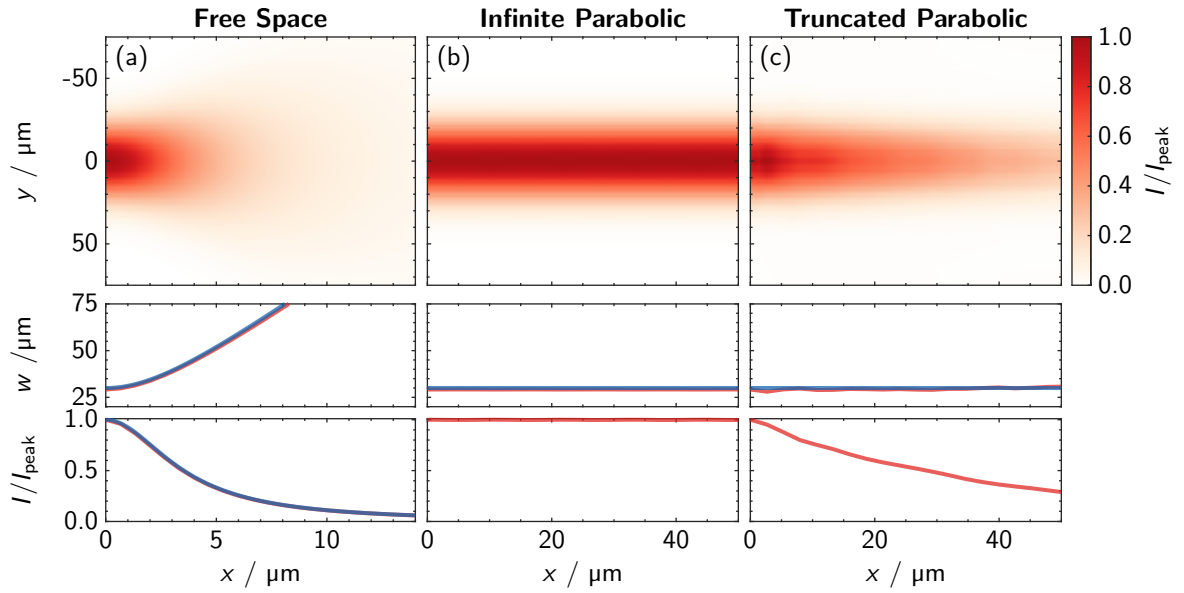 Free Space
Infinite Parabolic
Truncated Parabolic
(a)
(b)
(c)
-50
0
50
y / μm
1.0
0.8
0.6
0.4
0.2
0.0
I/I_peak
75
50
25
w /μm
1.0
0.5
0.0
I/I_peak
0 5 10
0 20 40
0 20 40
x / μm
x / μm
x / μm